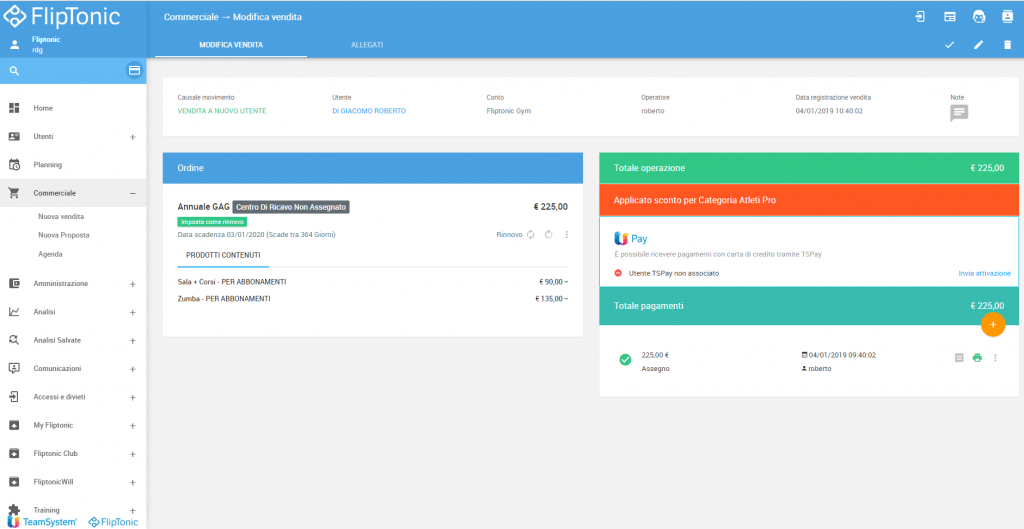 FlipTonic
Fliptonic
rdg
Commerciale → Modifica vendita
MODIFICA VENDITA
ALLEGATI
Home
Utenti +
Planning
Commerciale −
Nuova vendita
Nuova Proposta
Agenda
Amministrazione +
Analisi +
Analisi Salvate +
Comunicazioni +
Accessi e divieti +
My Fliptonic +
Fliptonic Club +
FliptonicWill +
Training +
TeamSystem® FlipTonic
Causale movimento
VENDITA A NUOVO UTENTE
Utente
DI GIACOMO ROBERTO
Conto
Fliptonic Gym
Operatore
roberto
Data registrazione vendita
04/01/2019 10:40:02
Note
Ordine
Annuale GAG Centro Di Ricavo Non Assegnato € 225,00
Imposta come rinnovo
Data scadenza 03/01/2020 (Scade tra 364 Giorni) Rinnovo
PRODOTTI CONTENUTI
Sala + Corsi - PER ABBONAMENTI € 90,00
Zumba - PER ABBONAMENTI € 135,00
Totale operazione € 225,00
Applicato sconto per Categoria Atleti Pro
Pay
È possibile ricevere pagamenti con carta di credito tramite TSPay
Utente TSPay non associato Invia attivazione
Totale pagamenti € 225,00
+
225,00 € 04/01/2019 09:40:02
Assegno roberto